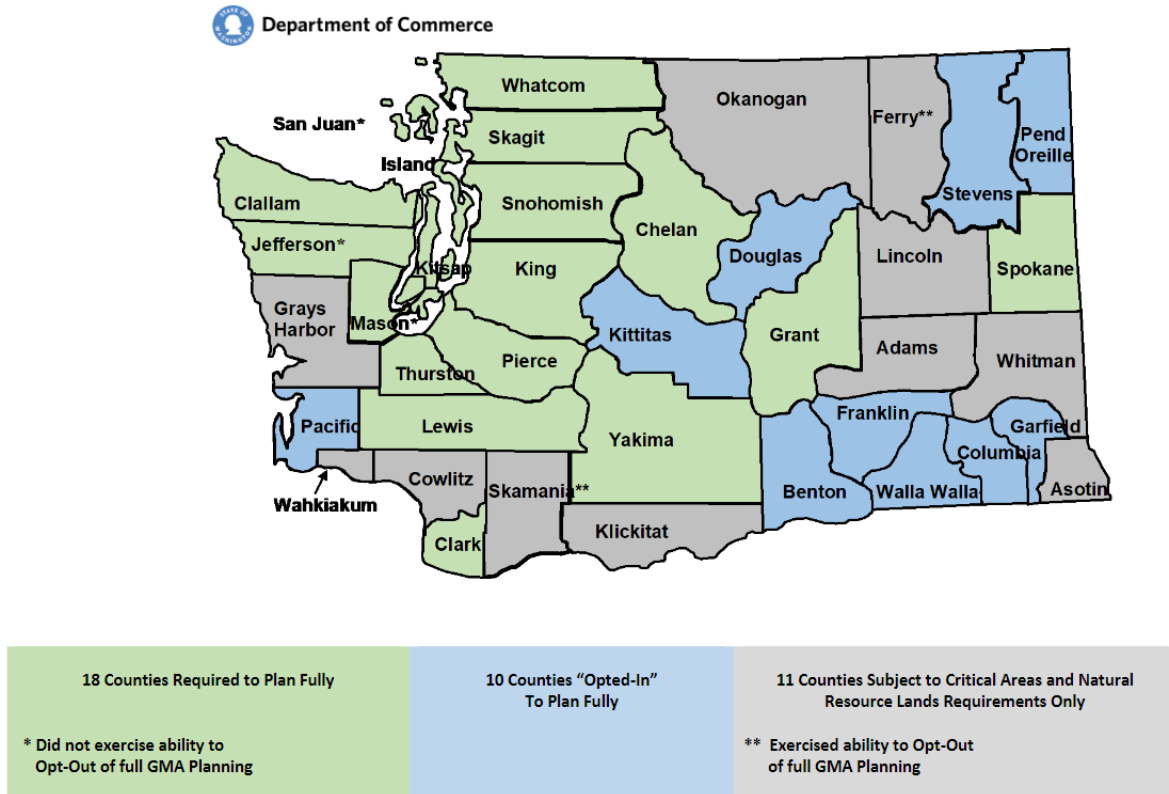 STATE OF WASHINGTON
Department of Commerce
Whatcom
Okanogan
Ferry**
San Juan*
Skagit
Pend
Oreille
Island
Stevens
Clallam
Snohomish
Chelan
Jefferson*
Douglas
Lincoln
King
Kitsap
Spokane
Grays
Harbor
Mason*
Kittitas
Grant
Adams
Whitman
Thurston
Pierce
Pacific
Lewis
Yakima
Franklin
Garfield
Columbia
Cowlitz
Skamania**
Benton
Walla Walla
Asotin
Wahkiakum
Klickitat
Clark
18 Counties Required to Plan Fully
* Did not exercise ability to
Opt-Out of full GMA Planning
10 Counties “Opted-In”
To Plan Fully
11 Counties Subject to Critical Areas and Natural
Resource Lands Requirements Only
** Exercised ability to Opt-Out
of full GMA Planning